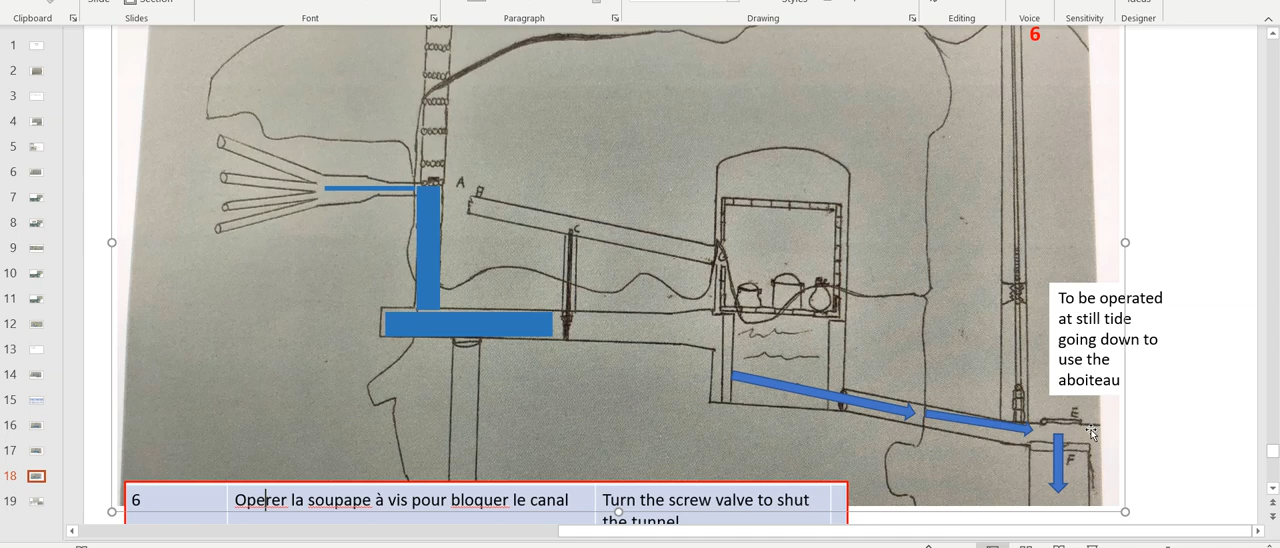 Slide
Section
Styles
Ideas
Clipboard
Slides
Font
Paragraph
Drawing
Editing
Voice
Sensitivity
Designer
6
1
2
3
4
5
6
7
8
9
10
11
12
13
14
15
16
17
18
19
A
B
C
To be operated
at still tide
going down to
use the
aboiteau
E
F
6
Operer la soupape à vis pour bloquer le canal
Turn the screw valve to shut
the tunnel